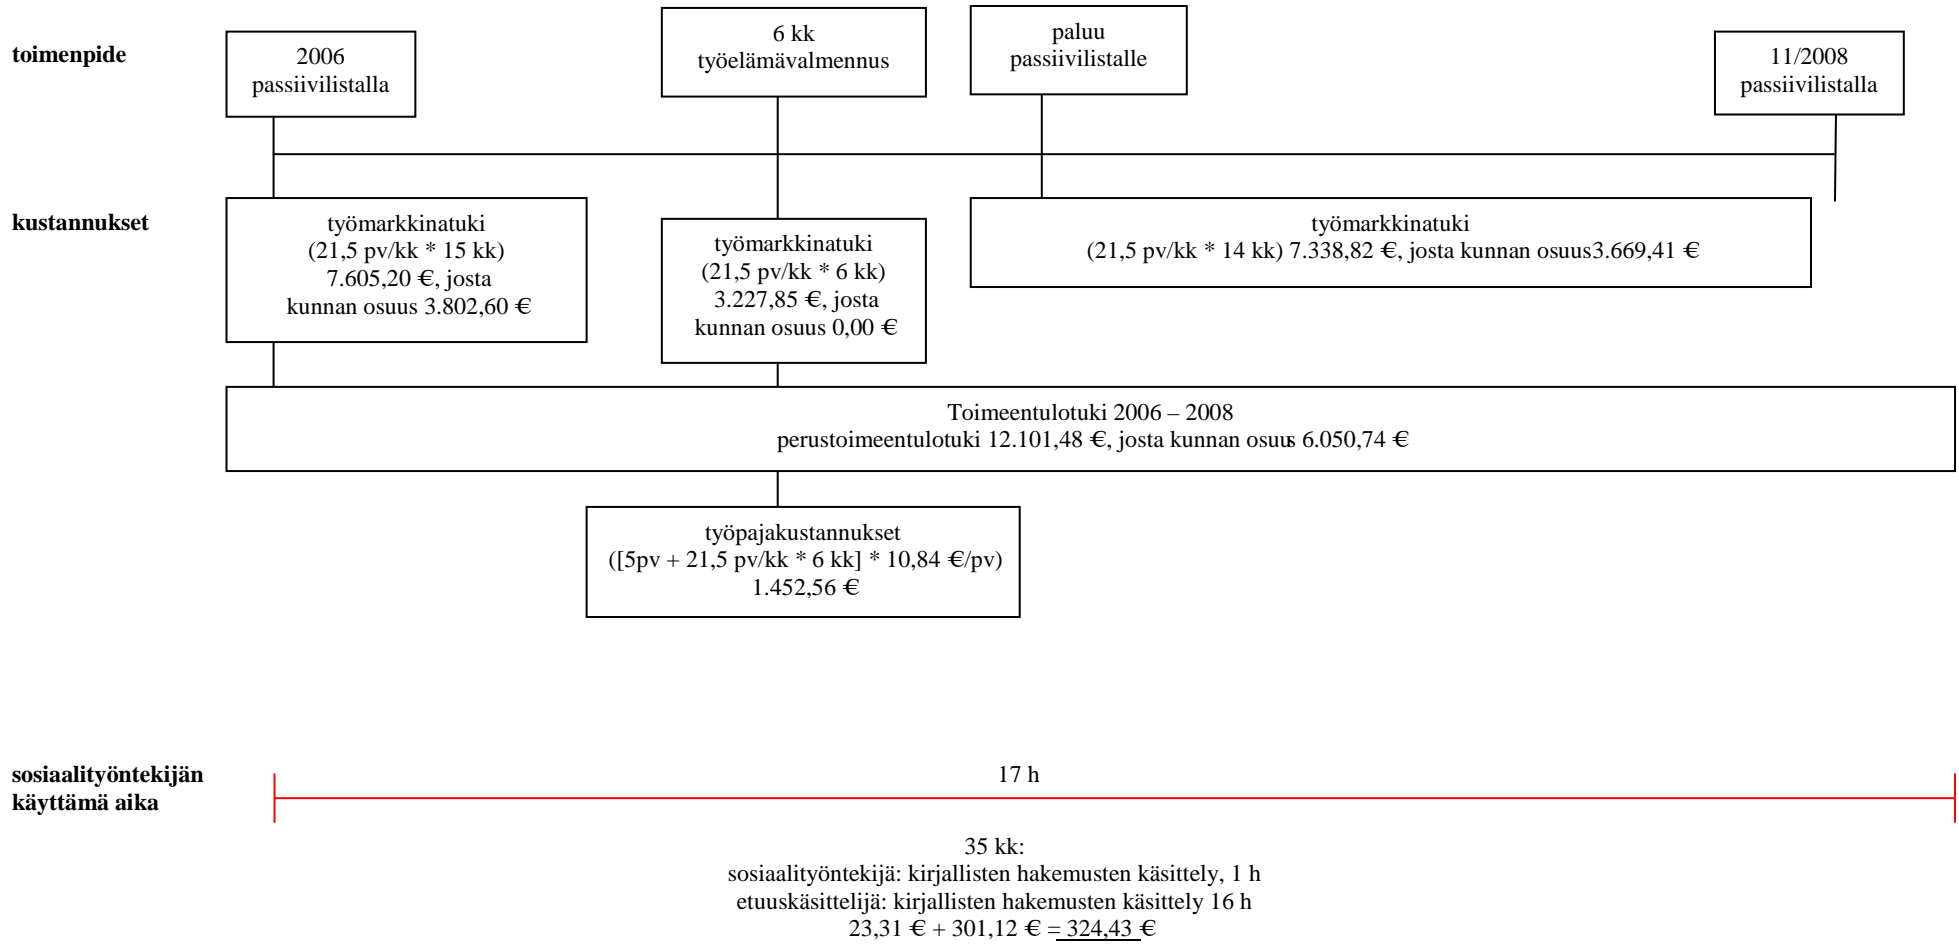 toimenpide
2006
passiivilistalla
6 kk
työelämävalmennus
paluu
passiivilistalle
11/2008
passiivilistalla
kustannukset
työmarkkinatuki
(21,5 pv/kk * 15 kk)
7.605,20 €, josta
kunnan osuus 3.802,60 €
työmarkkinatuki
(21,5 pv/kk * 6 kk)
3.227,85 €, josta
kunnan osuus 0,00 €
työmarkkinatuki
(21,5 pv/kk * 14 kk) 7.338,82 €, josta kunnan osuus3.669,41 €
Toimeentulotuki 2006 – 2008
perustoimeentulotuki 12.101,48 €, josta kunnan osuus 6.050,74 €
työpajakustannukset
([5pv + 21,5 pv/kk * 6 kk] * 10,84 €/pv)
1.452,56 €
sosiaalityöntekijän
käyttämä aika
17 h
35 kk:
sosiaalityöntekijä: kirjallisten hakemusten käsittely, 1 h
etuuskäsittelijä: kirjallisten hakemusten käsittely 16 h
23,31 € + 301,12 € = 324,43 €